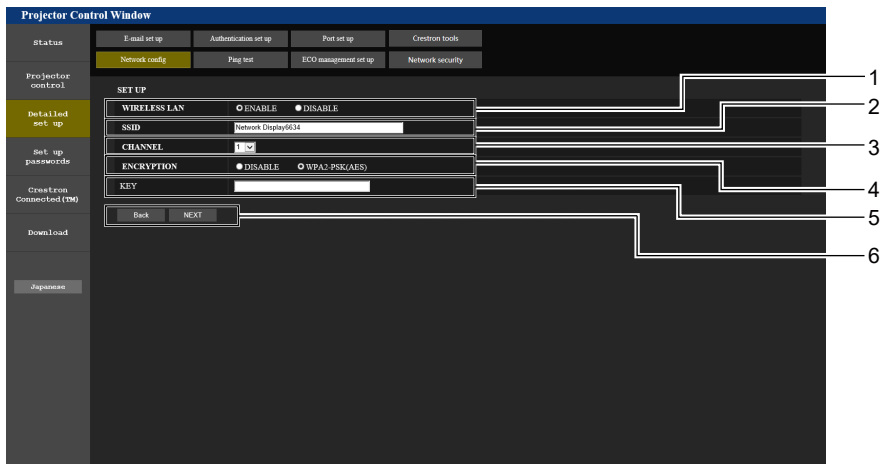 Projector Control Window
Status
Projector
control
Detailed
set up
Set up
passwords
Crestron
Connected(TM)
Download
Japanese
E-mail set up
Authentication set up
Port set up
Crestron tools
Network config
Ping test
ECO management set up
Network security
SET UP
WIRELESS LAN ENABLE DISABLE
SSID Network Display6634
CHANNEL 1
ENCRYPTION DISABLE WPA2-PSK(AES)
KEY
Back NEXT
1
2
3
4
5
6